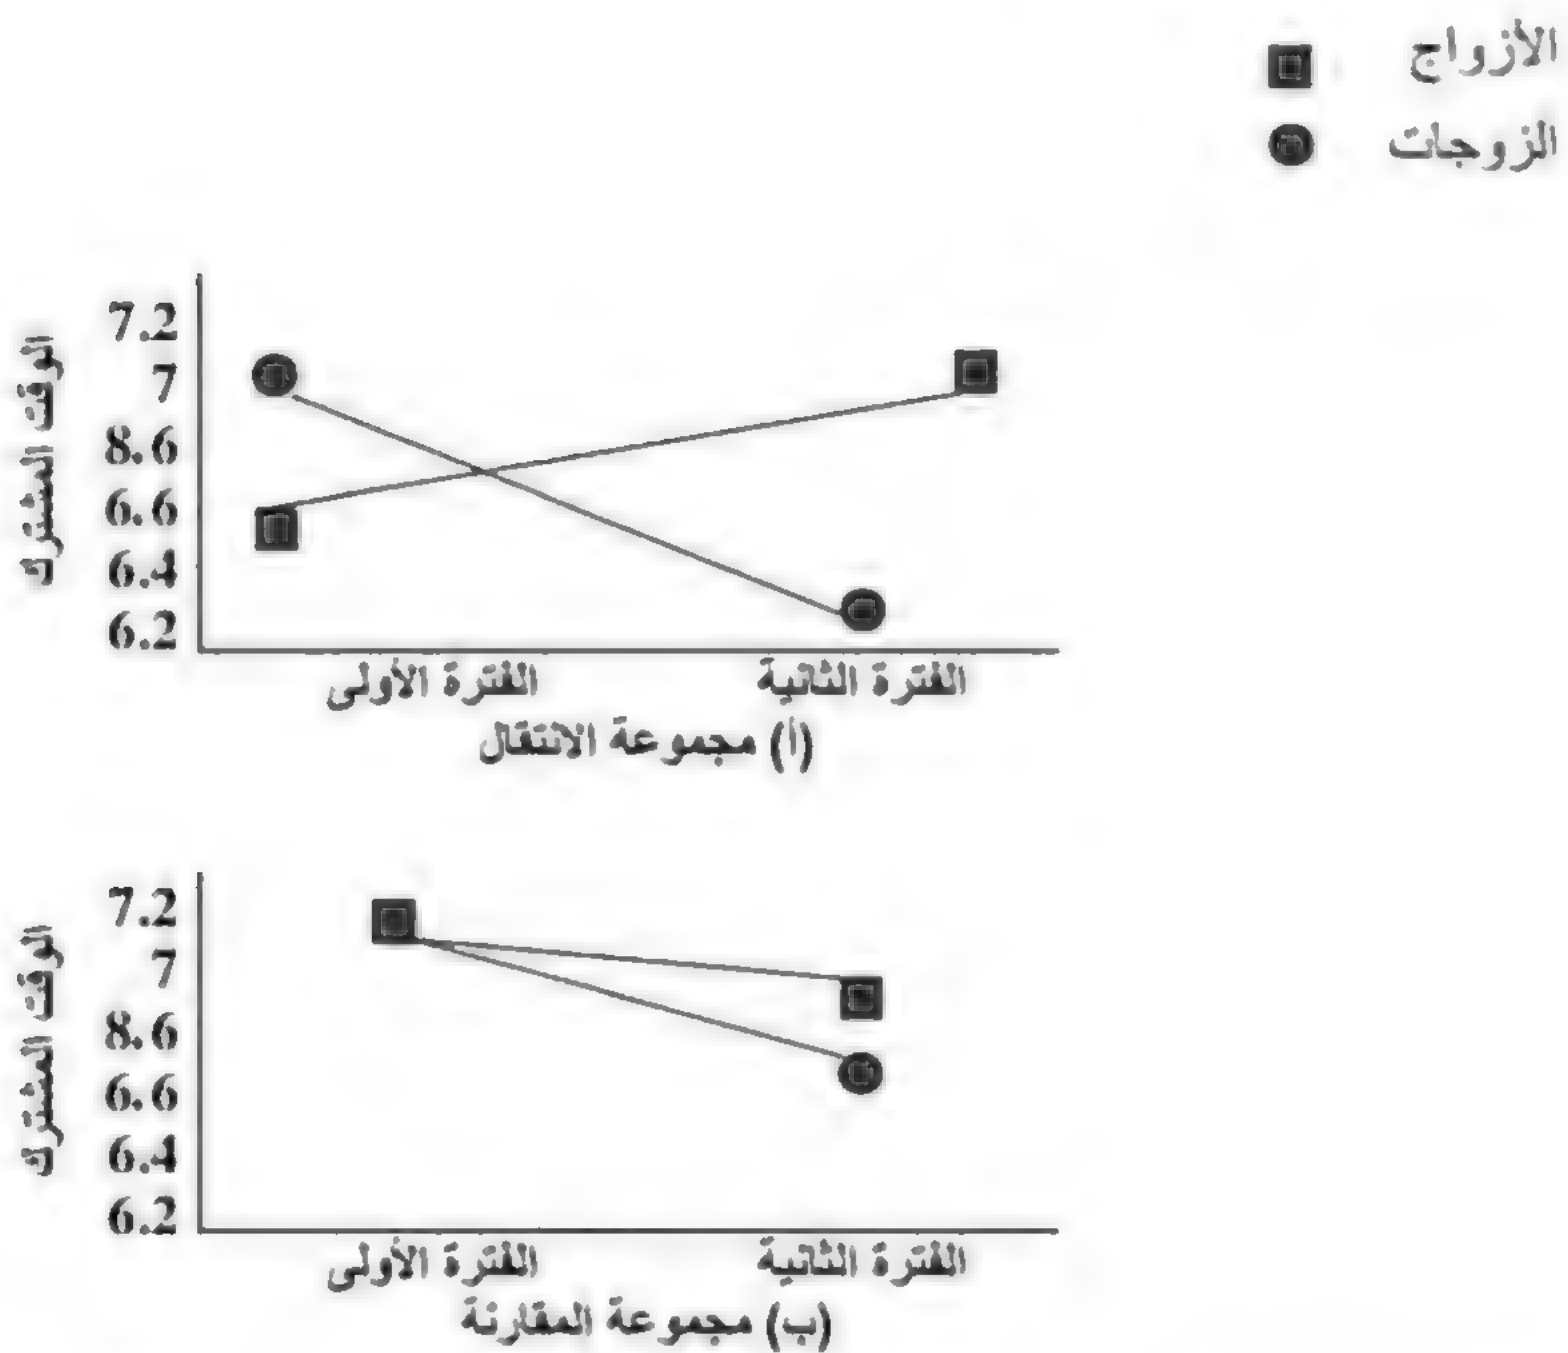 الأزواج
الزوجات
الوقت المشترك
7.2
7
8.6
6.6
6.4
6.2
الفترة الأولى الفترة الثانية
(أ) مجموعة الانتقال
الوقت المشترك
7.2
7
8.6
6.6
6.4
6.2
الفترة الأولى الفترة الثانية
(ب) مجموعة المقارنة